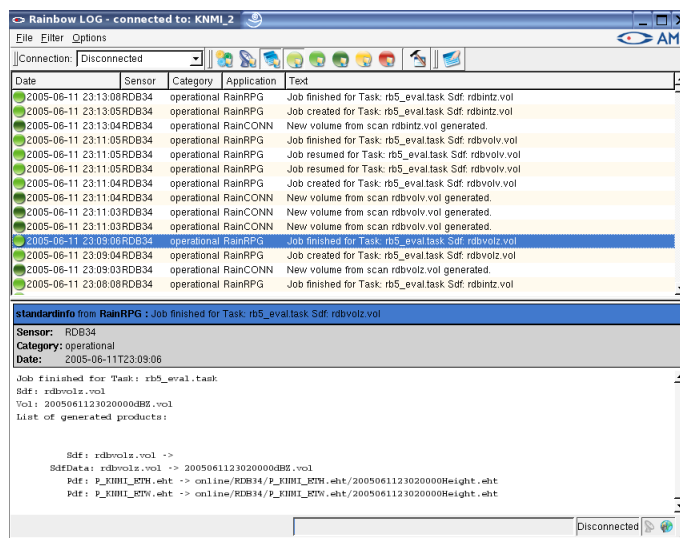 Rainbow LOG - connected to: KNMI_2
File Filter Options
AM
Connection: Disconnected
Date Sensor Category Application Text
2005-06-11 23:13:08 RDB34 operational RainRPG Job finished for Task: rb5_eval.task Sdf: rdbintz.vol
2005-06-11 23:13:05 RDB34 operational RainRPG Job created for Task: rb5_eval.task Sdf: rdbintz.vol
2005-06-11 23:13:04 RDB34 operational RainCONN New volume from scan rdbintz.vol generated.
2005-06-11 23:11:05 RDB34 operational RainRPG Job finished for Task: rb5_eval.task Sdf: rdbvolv.vol
2005-06-11 23:11:05 RDB34 operational RainRPG Job resumed for Task: rb5_eval.task Sdf: rdbvolv.vol
2005-06-11 23:11:05 RDB34 operational RainRPG Job resumed for Task: rb5_eval.task Sdf: rdbvolv.vol
2005-06-11 23:11:04 RDB34 operational RainRPG Job created for Task: rb5_eval.task Sdf: rdbvolv.vol
2005-06-11 23:11:04 RDB34 operational RainCONN New volume from scan rdbvolv.vol generated.
2005-06-11 23:11:03 RDB34 operational RainCONN New volume from scan rdbvolv.vol generated.
2005-06-11 23:11:03 RDB34 operational RainCONN New volume from scan rdbvolv.vol generated.
2005-06-11 23:09:06 RDB34 operational RainRPG Job finished for Task: rb5_eval.task Sdf: rdbvolz.vol
2005-06-11 23:09:04 RDB34 operational RainRPG Job created for Task: rb5_eval.task Sdf: rdbvolz.vol
2005-06-11 23:09:03 RDB34 operational RainCONN New volume from scan rdbvolz.vol generated.
2005-06-11 23:08:08 RDB34 operational RainRPG Job finished for Task: rb5_eval.task Sdf: rdbintz.vol
standardinfo from RainRPG : Job finished for Task: rb5_eval.task Sdf: rdbvolz.vol
Sensor: RDB34
Category: operational
Date: 2005-06-11T23:09:06
Job finished for Task: rb5_eval.task
Sdf: rdbvolz.vol
Vol: 2005061123020000dBZ.vol
List of generated products:
Sdf: rdbvolz.vol ->
SdfData: rdbvolz.vol -> 2005061123020000dBZ.vol
Pdf: P_KNMI_ETH.eht -> online/RDB34/P_KNMI_ETH.eht/2005061123020000Height.eht
Pdf: P_KNMI_ETW.eht -> online/RDB34/P_KNMI_ETW.eht/2005061123020000Height.eht
Disconnected